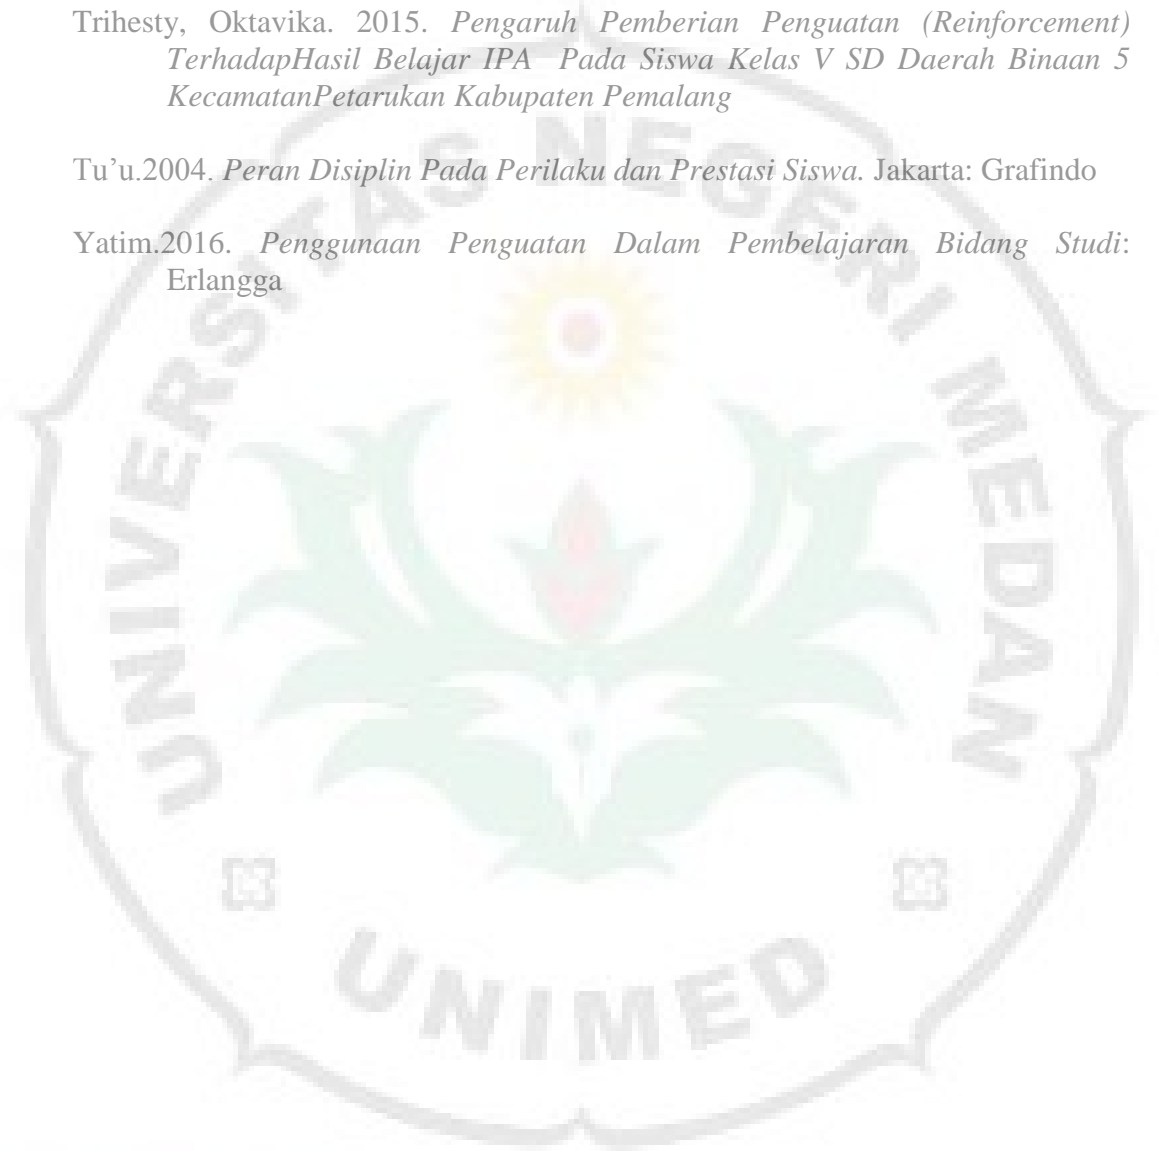 Trihesty, Oktavika. 2015. Pengaruh Pemberian Penguatan (Reinforcement)
TerhadapHasil Belajar IPA Pada Siswa Kelas V SD Daerah Binaan 5
KecamatanPetarukan Kabupaten Pemalang
Tu'u.2004. Peran Disiplin Pada Perilaku dan Prestasi Siswa. Jakarta: Grafindo
Yatim.2016. Penggunaan Penguatan Dalam Pembelajaran Bidang Studi:
Erlangga
UNIVERSITAS NEGERI MEDAN
UNIMED